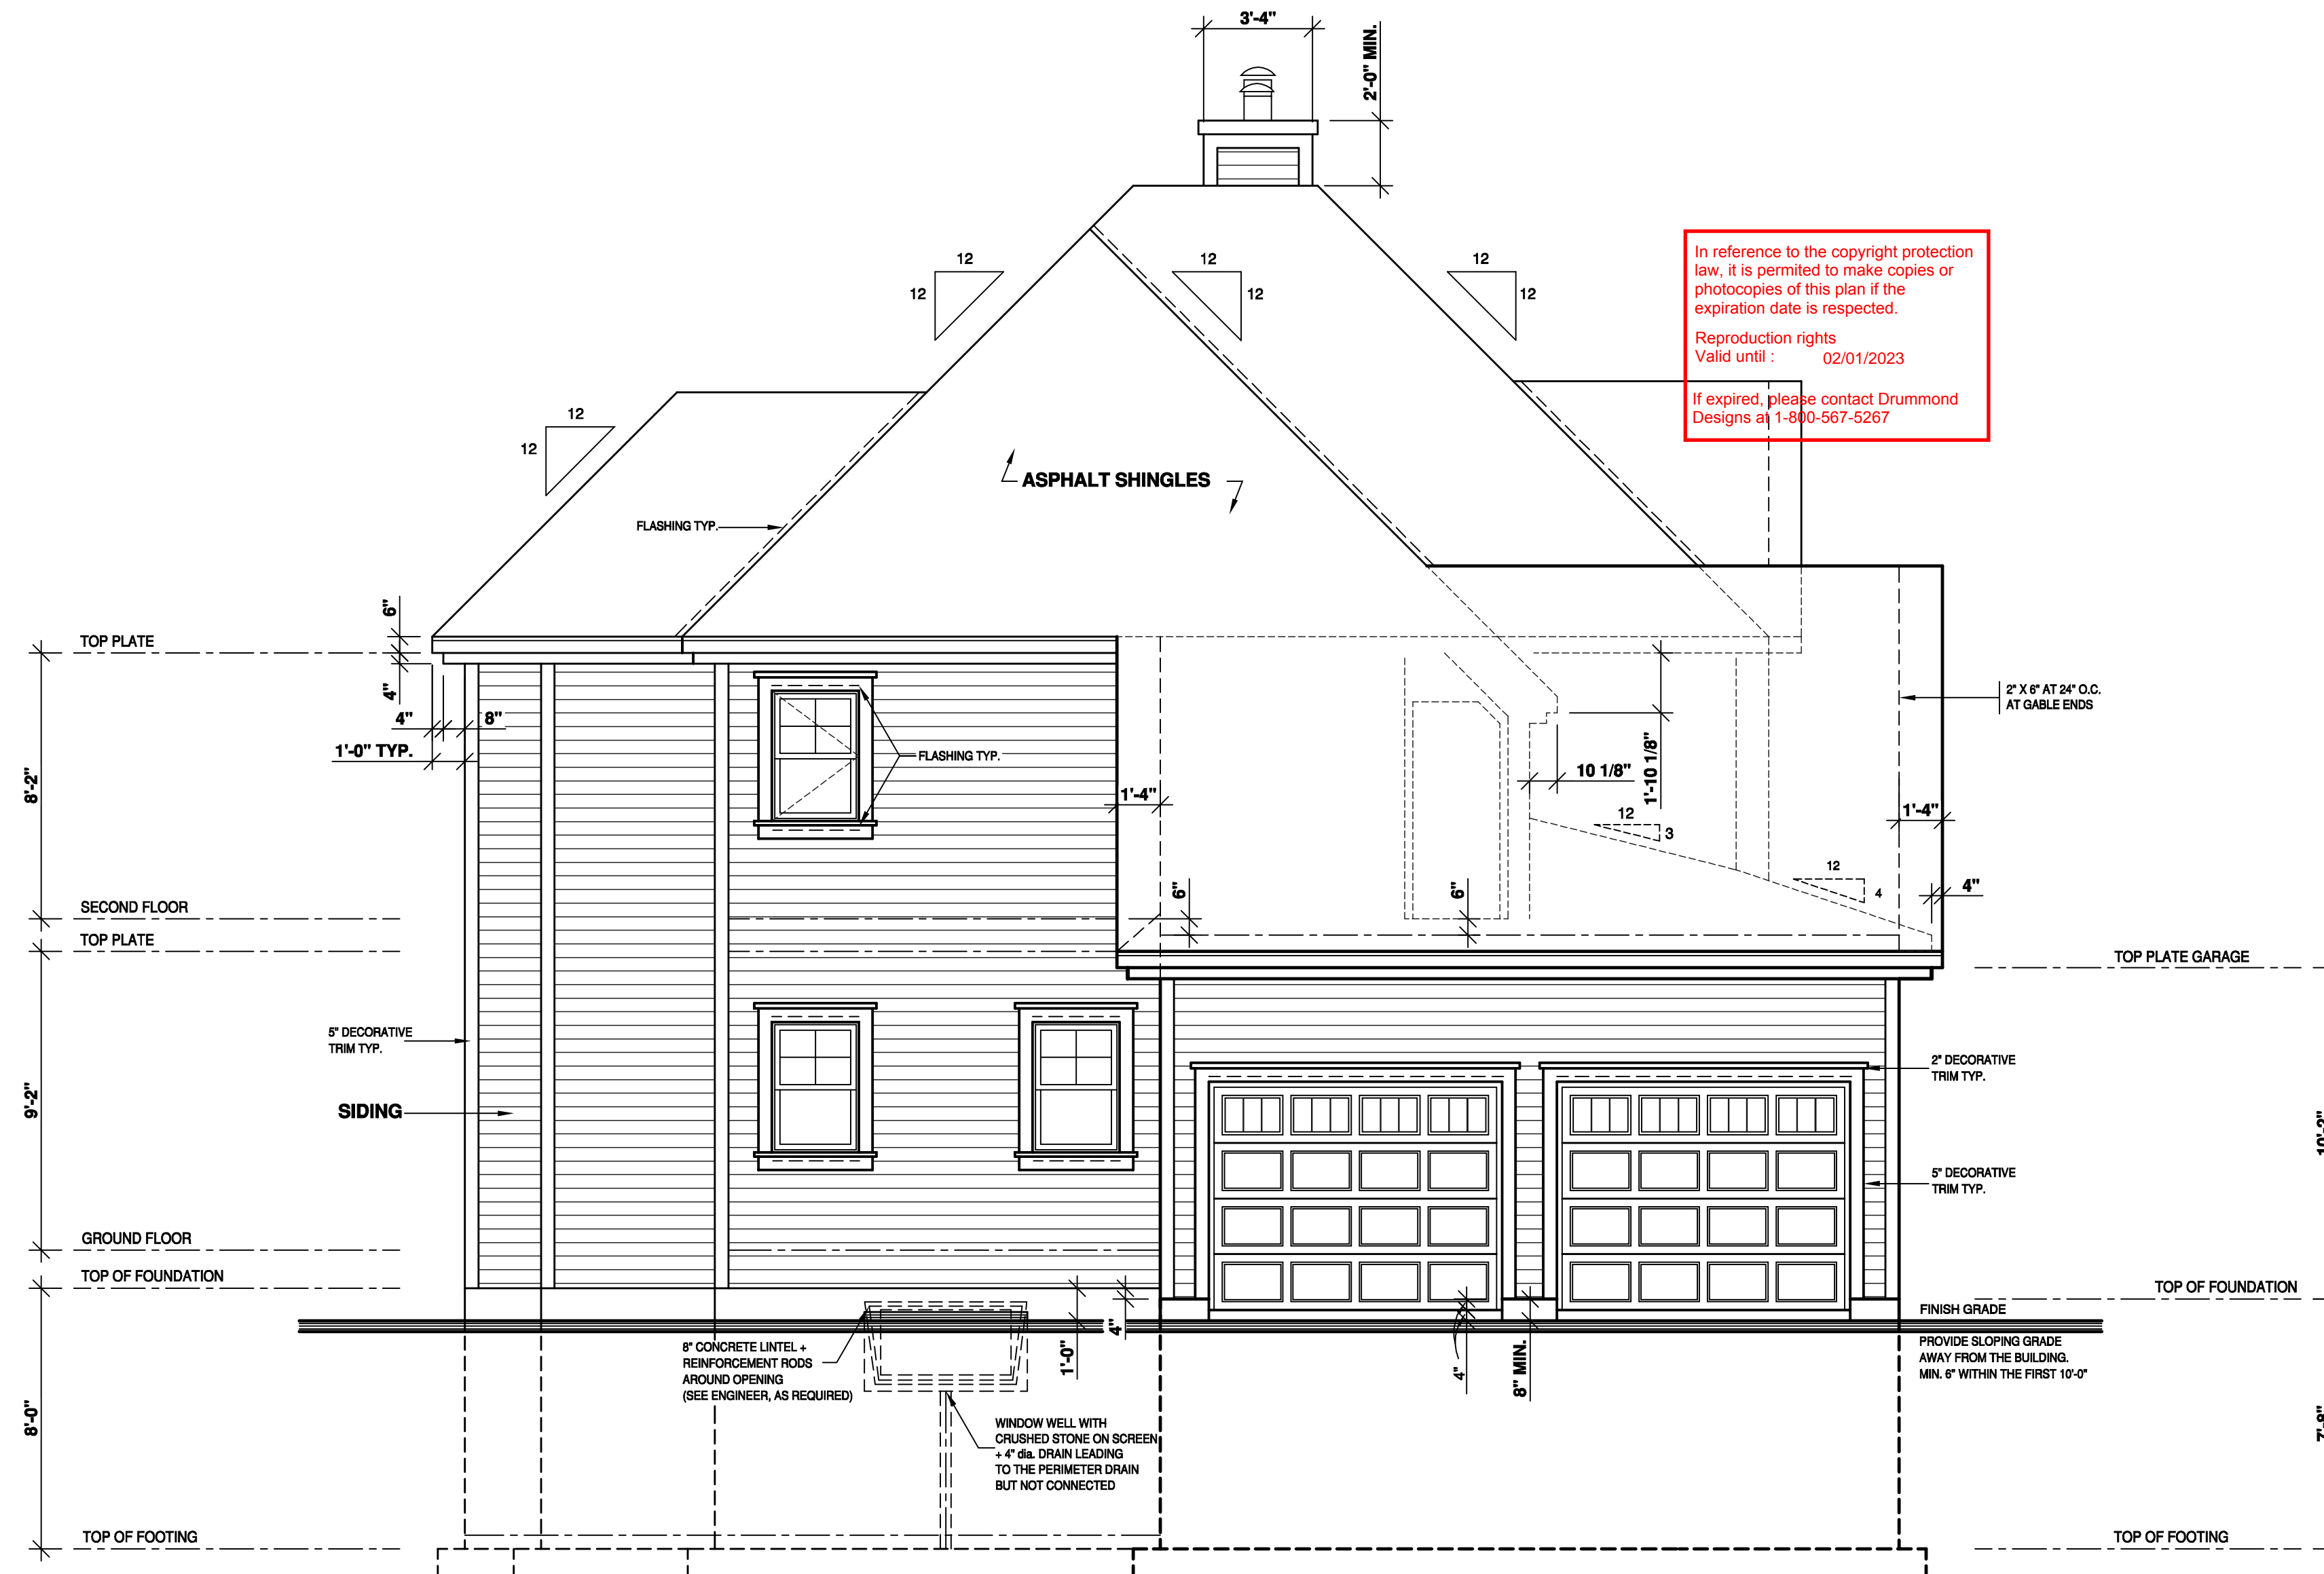 3'-4"
2'-0" MIN.
12
12
12
12
12
12
12
12
In reference to the copyright protection
law, it is permited to make copies or
photocopies of this plan if the
expiration date is respected.
Reproduction rights
Valid until : 02/01/2023
If expired, please contact Drummond
Designs at 1-800-567-5267
ASPHALT SHINGLES
FLASHING TYP.
6"
4"
TOP PLATE
4"
8"
1'-0" TYP.
8'-2"
FLASHING TYP.
1'-4"
10 1/8"
1'-10 1/8"
12
3
12
4
1'-4"
4"
2" X 6" AT 24" O.C.
AT GABLE ENDS
6"
6"
SECOND FLOOR
TOP PLATE
TOP PLATE GARAGE
5" DECORATIVE
TRIM TYP.
2" DECORATIVE
TRIM TYP.
9'-2"
SIDING
10'-2"
5" DECORATIVE
TRIM TYP.
GROUND FLOOR
TOP OF FOUNDATION
TOP OF FOUNDATION
FINISH GRADE
PROVIDE SLOPING GRADE
AWAY FROM THE BUILDING.
MIN. 6" WITHIN THE FIRST 10'-0"
8" CONCRETE LINTEL +
REINFORCEMENT RODS
AROUND OPENING
(SEE ENGINEER, AS REQUIRED)
1'-0"
4"
4"
8" MIN.
WINDOW WELL WITH
CRUSHED STONE ON SCREEN
+ 4" dia. DRAIN LEADING
TO THE PERIMETER DRAIN
BUT NOT CONNECTED
8'-0"
7'-8"
TOP OF FOOTING
TOP OF FOOTING